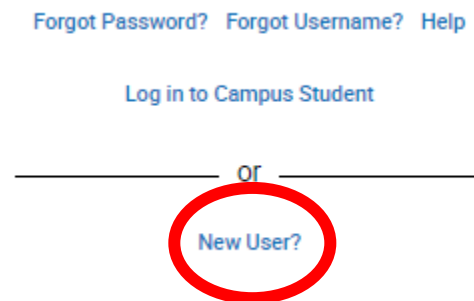 Forgot Password? Forgot Username? Help
Log in to Campus Student
or
New User?